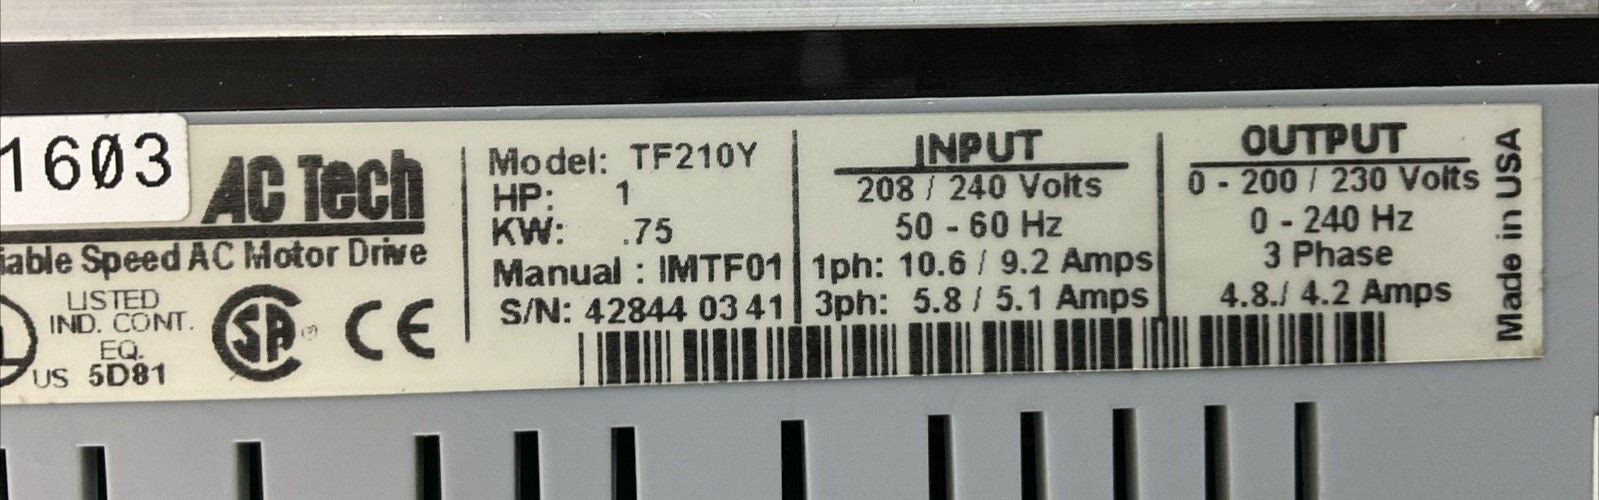 1603
AC Tech
iable Speed AC Motor Drive
LISTED
IND. CONT.
EQ.
US 5D81
SA ®
CE
Model: TF210Y
HP: 1
KW: .75
Manual : IMTF01
S/N: 42844 03 41
INPUT
208 / 240 Volts
50 - 60 Hz
1ph: 10.6 / 9.2 Amps
3ph: 5.8 / 5.1 Amps
OUTPUT
0 - 200 / 230 Volts
0 - 240 Hz
3 Phase
4.8./ 4.2 Amps
Made in USA